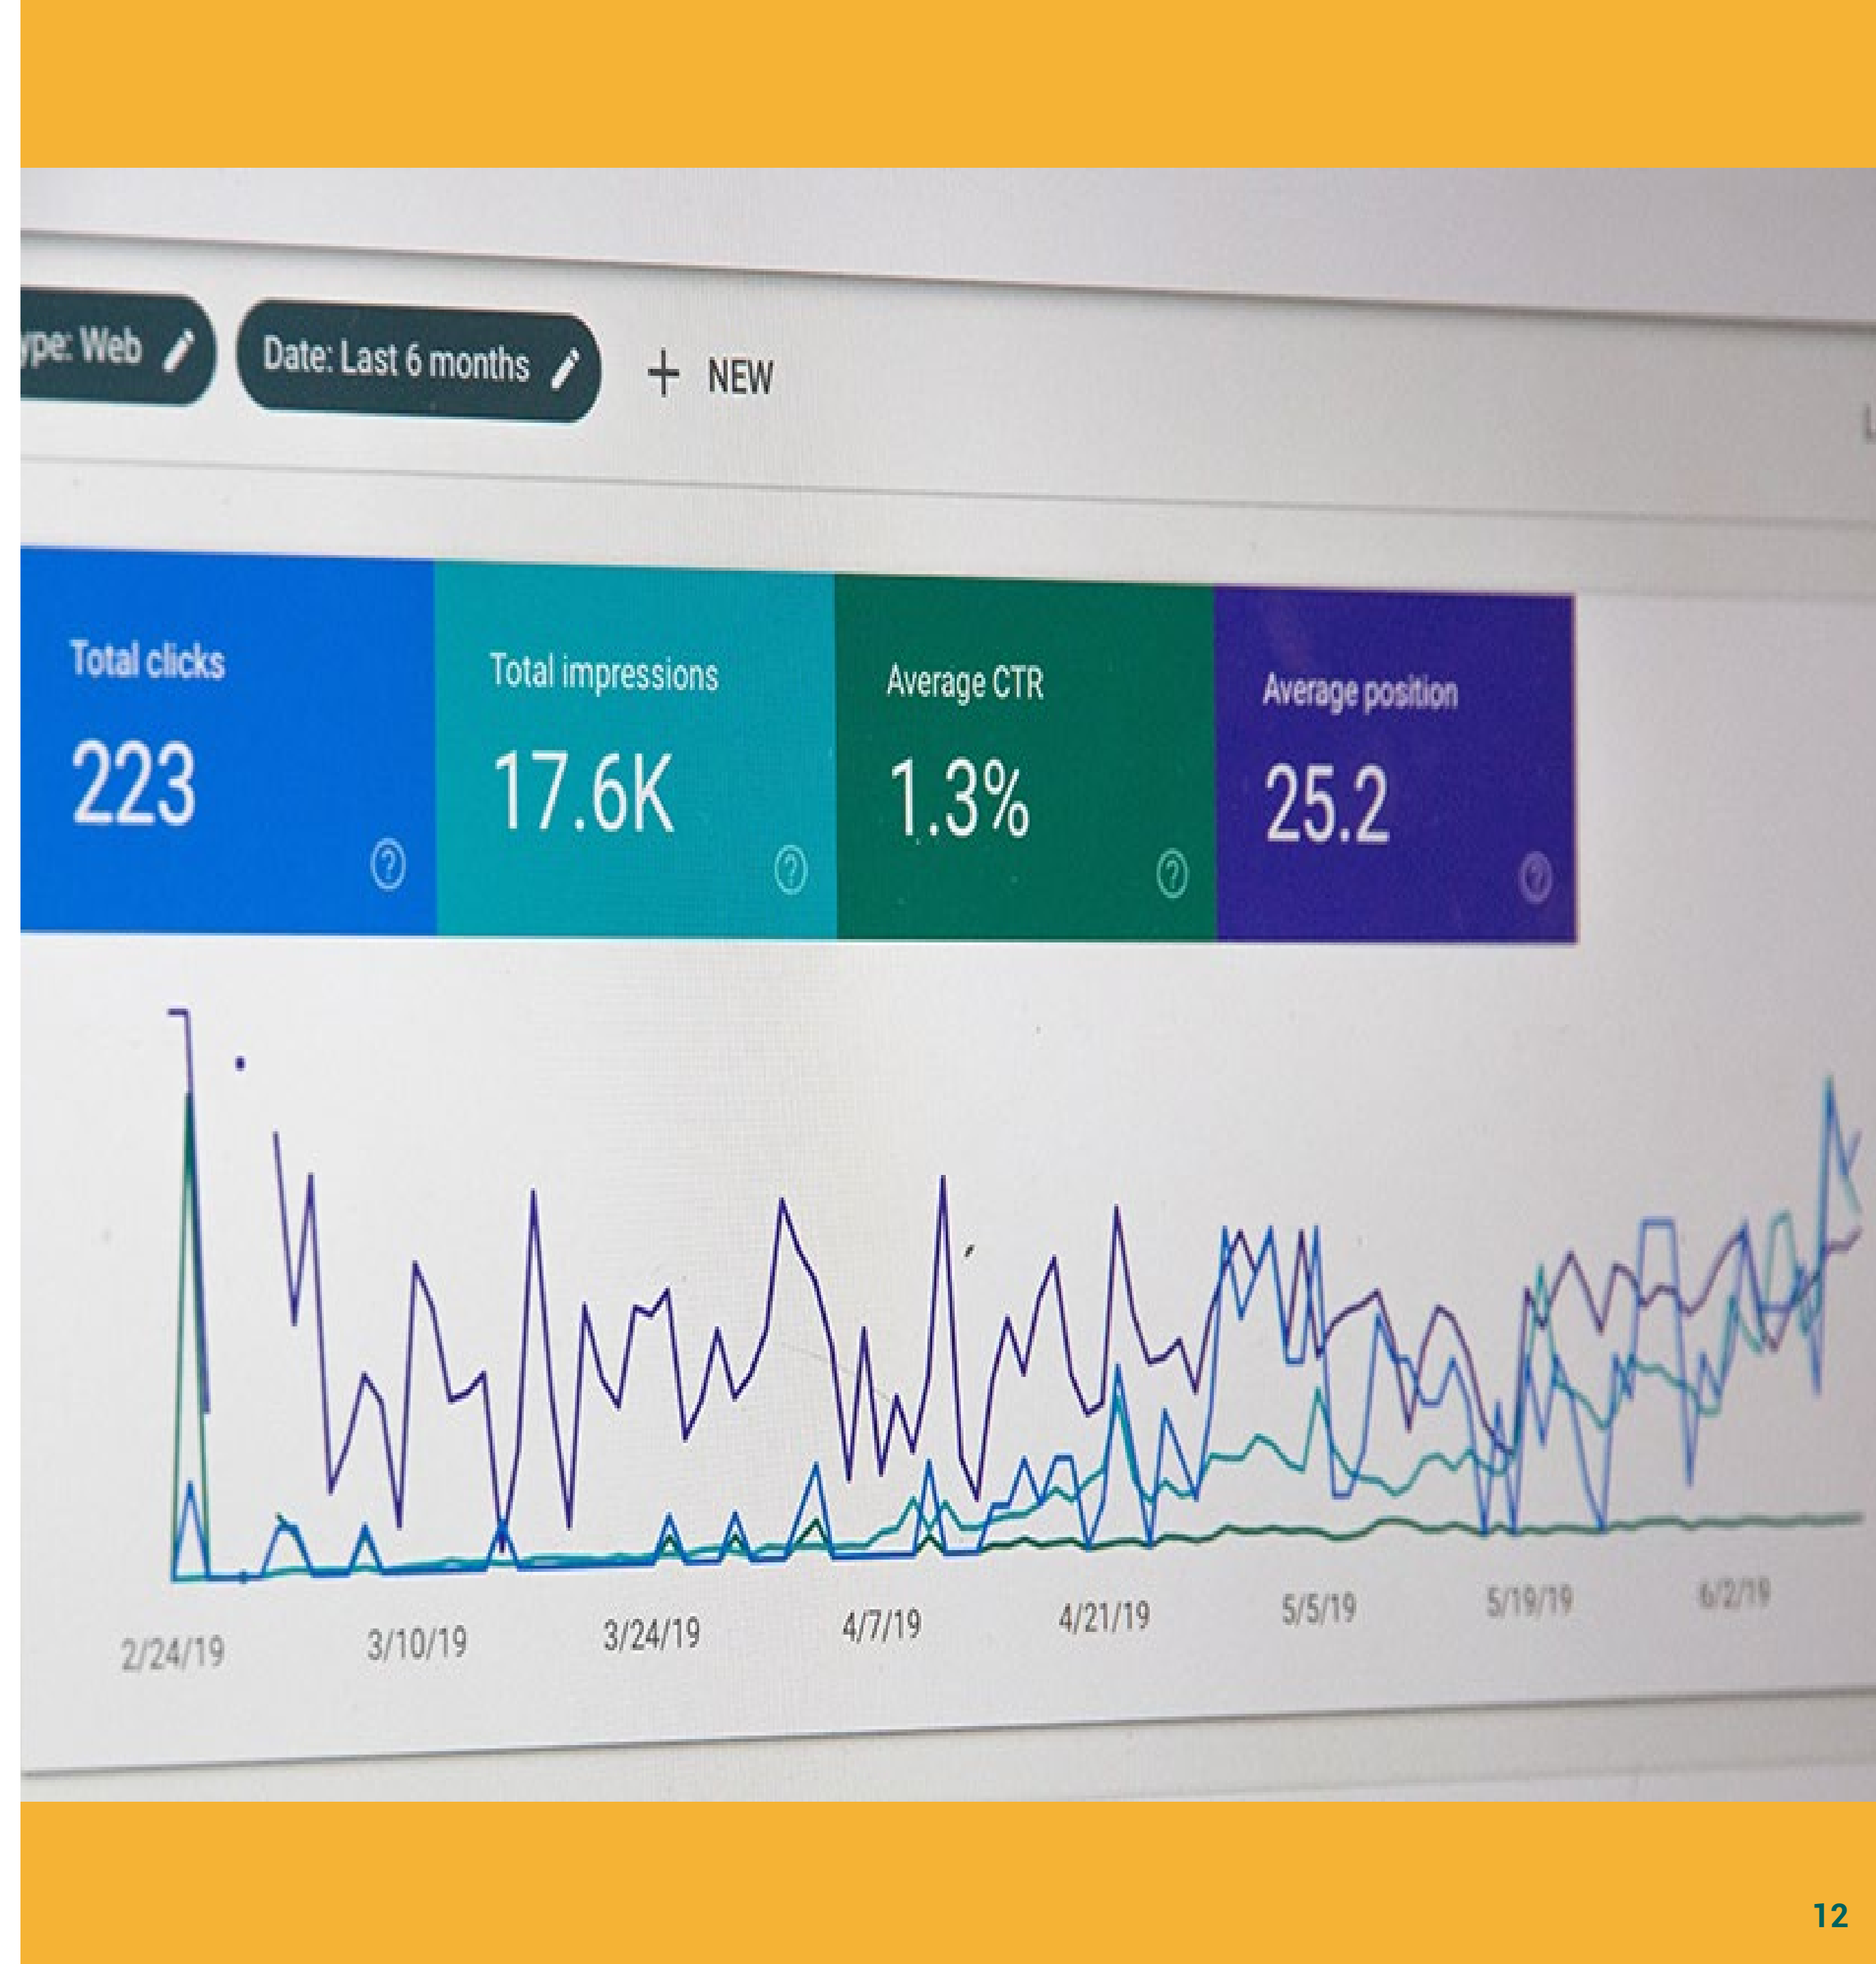 ype: Web
Date: Last 6 months
+ NEW
L
Total clicks
223
Total impressions
17.6K
Average CTR
1.3%
Average position
25.2
2/24/19
3/10/19
3/24/19
4/7/19
4/21/19
5/5/19
5/19/19
6/2/19
12